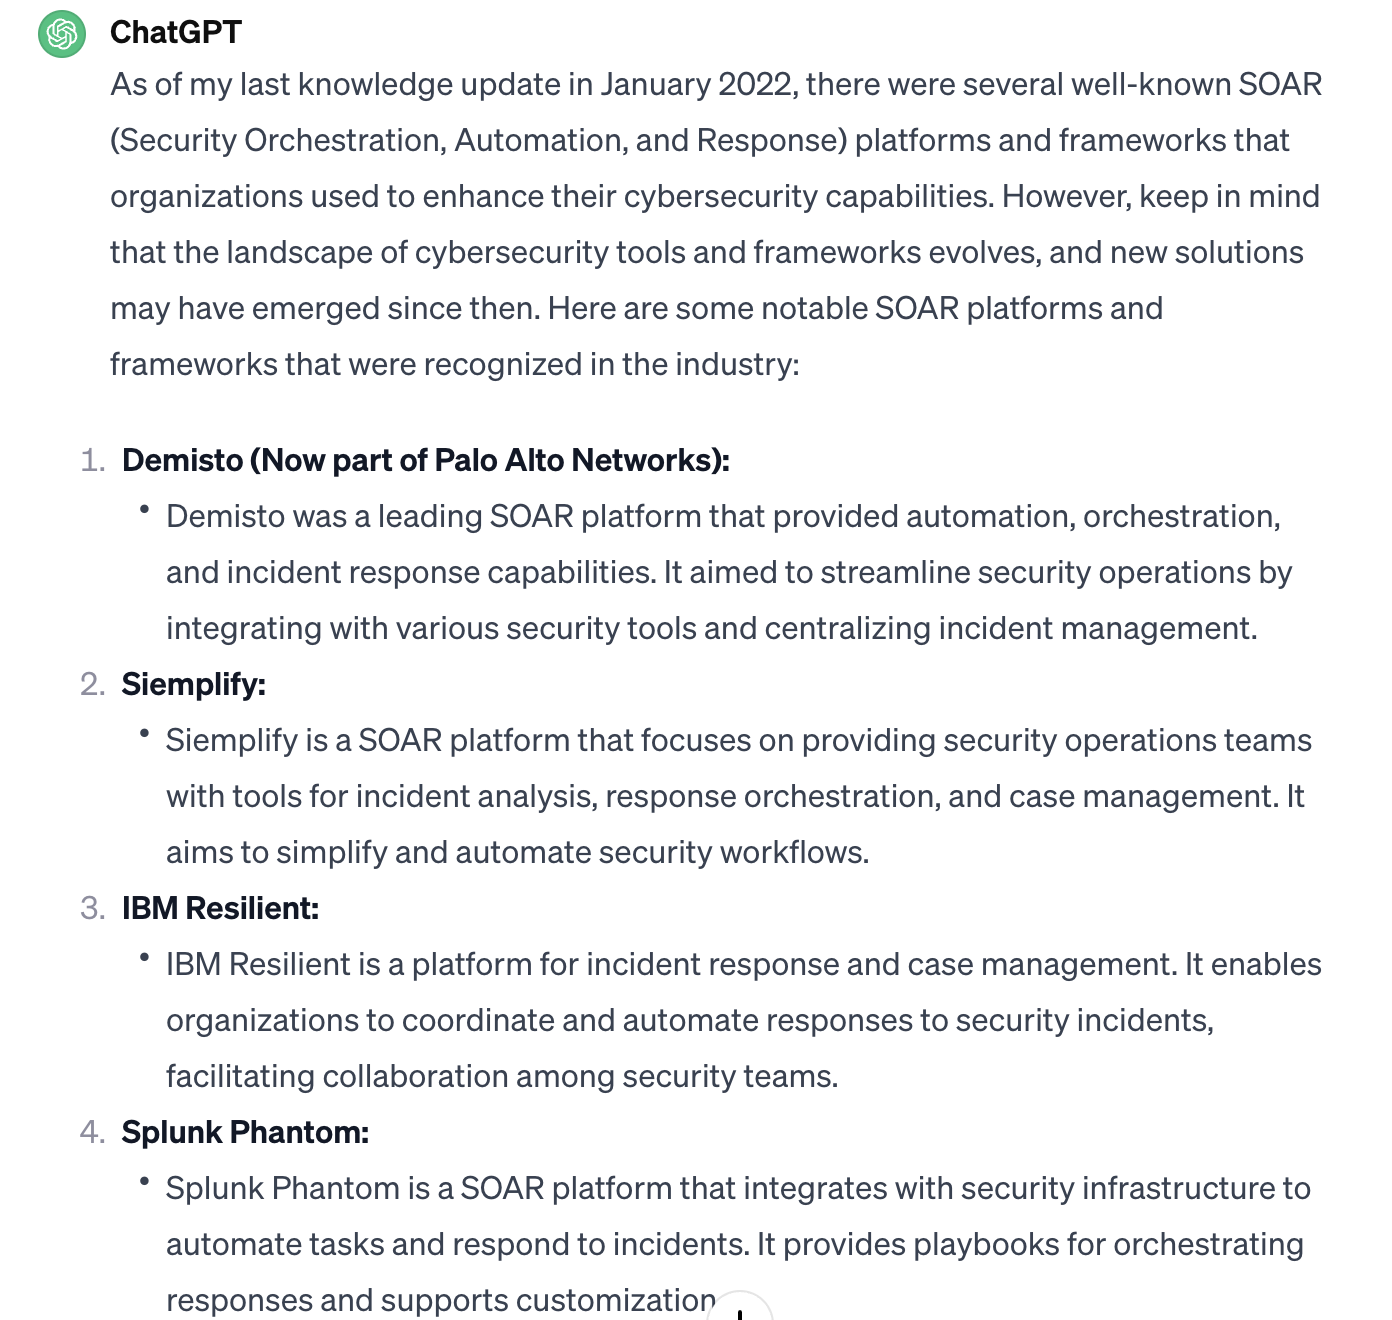 ChatGPT
As of my last knowledge update in January 2022, there were several well-known SOAR
(Security Orchestration, Automation, and Response) platforms and frameworks that
organizations used to enhance their cybersecurity capabilities. However, keep in mind
that the landscape of cybersecurity tools and frameworks evolves, and new solutions
may have emerged since then. Here are some notable SOAR platforms and
frameworks that were recognized in the industry:
1. Demisto (Now part of Palo Alto Networks):
• Demisto was a leading SOAR platform that provided automation, orchestration,
and incident response capabilities. It aimed to streamline security operations by
integrating with various security tools and centralizing incident management.
2. Siemplify:
• Siemplify is a SOAR platform that focuses on providing security operations teams
with tools for incident analysis, response orchestration, and case management. It
aims to simplify and automate security workflows.
3. IBM Resilient:
• IBM Resilient is a platform for incident response and case management. It enables
organizations to coordinate and automate responses to security incidents,
facilitating collaboration among security teams.
4. Splunk Phantom:
• Splunk Phantom is a SOAR platform that integrates with security infrastructure to
automate tasks and respond to incidents. It provides playbooks for orchestrating
responses and supports customization